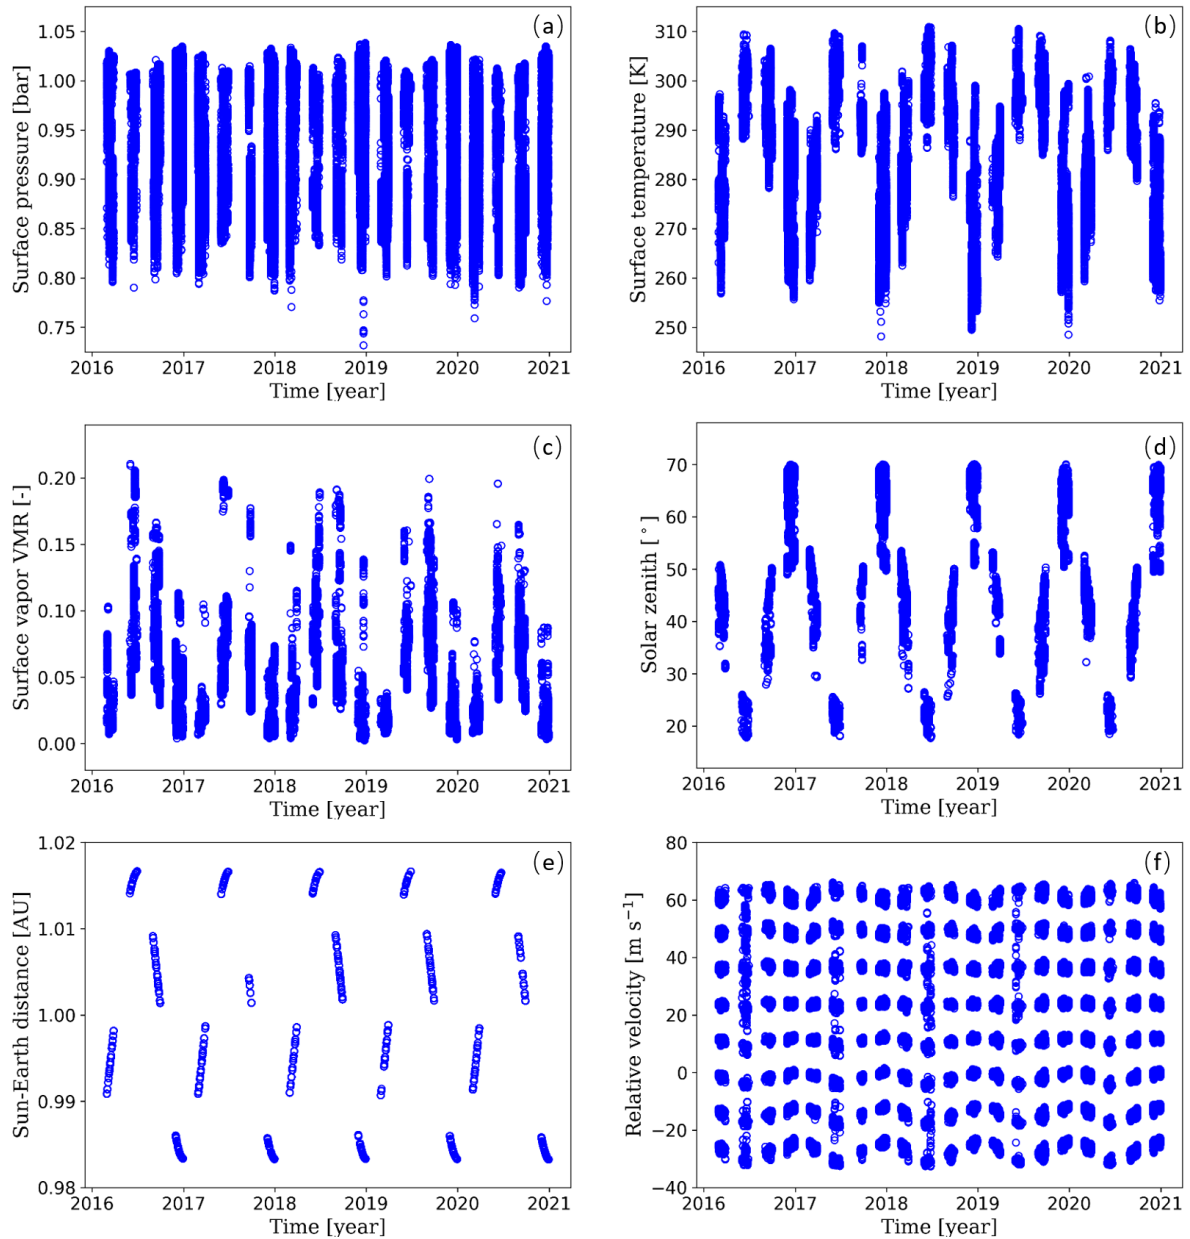 (a)
1.05
1.00
0.95
0.90
0.85
0.80
0.75
Surface pressure [bar]
2016 2017 2018 2019 2020 2021
Time [year]
(b)
310
300
290
280
270
260
250
Surface temperature [K]
2016 2017 2018 2019 2020 2021
Time [year]
(c)
0.20
0.15
0.10
0.05
0.00
Surface vapor VMR [-]
2016 2017 2018 2019 2020 2021
Time [year]
(d)
70
60
50
40
30
20
Solar zenith [°]
2016 2017 2018 2019 2020 2021
Time [year]
(e)
1.02
1.01
1.00
0.99
0.98
Sun-Earth distance [AU]
2016 2017 2018 2019 2020 2021
Time [year]
(f)
80
60
40
20
0
−20
−40
Relative velocity [m s⁻¹]
2016 2017 2018 2019 2020 2021
Time [year]